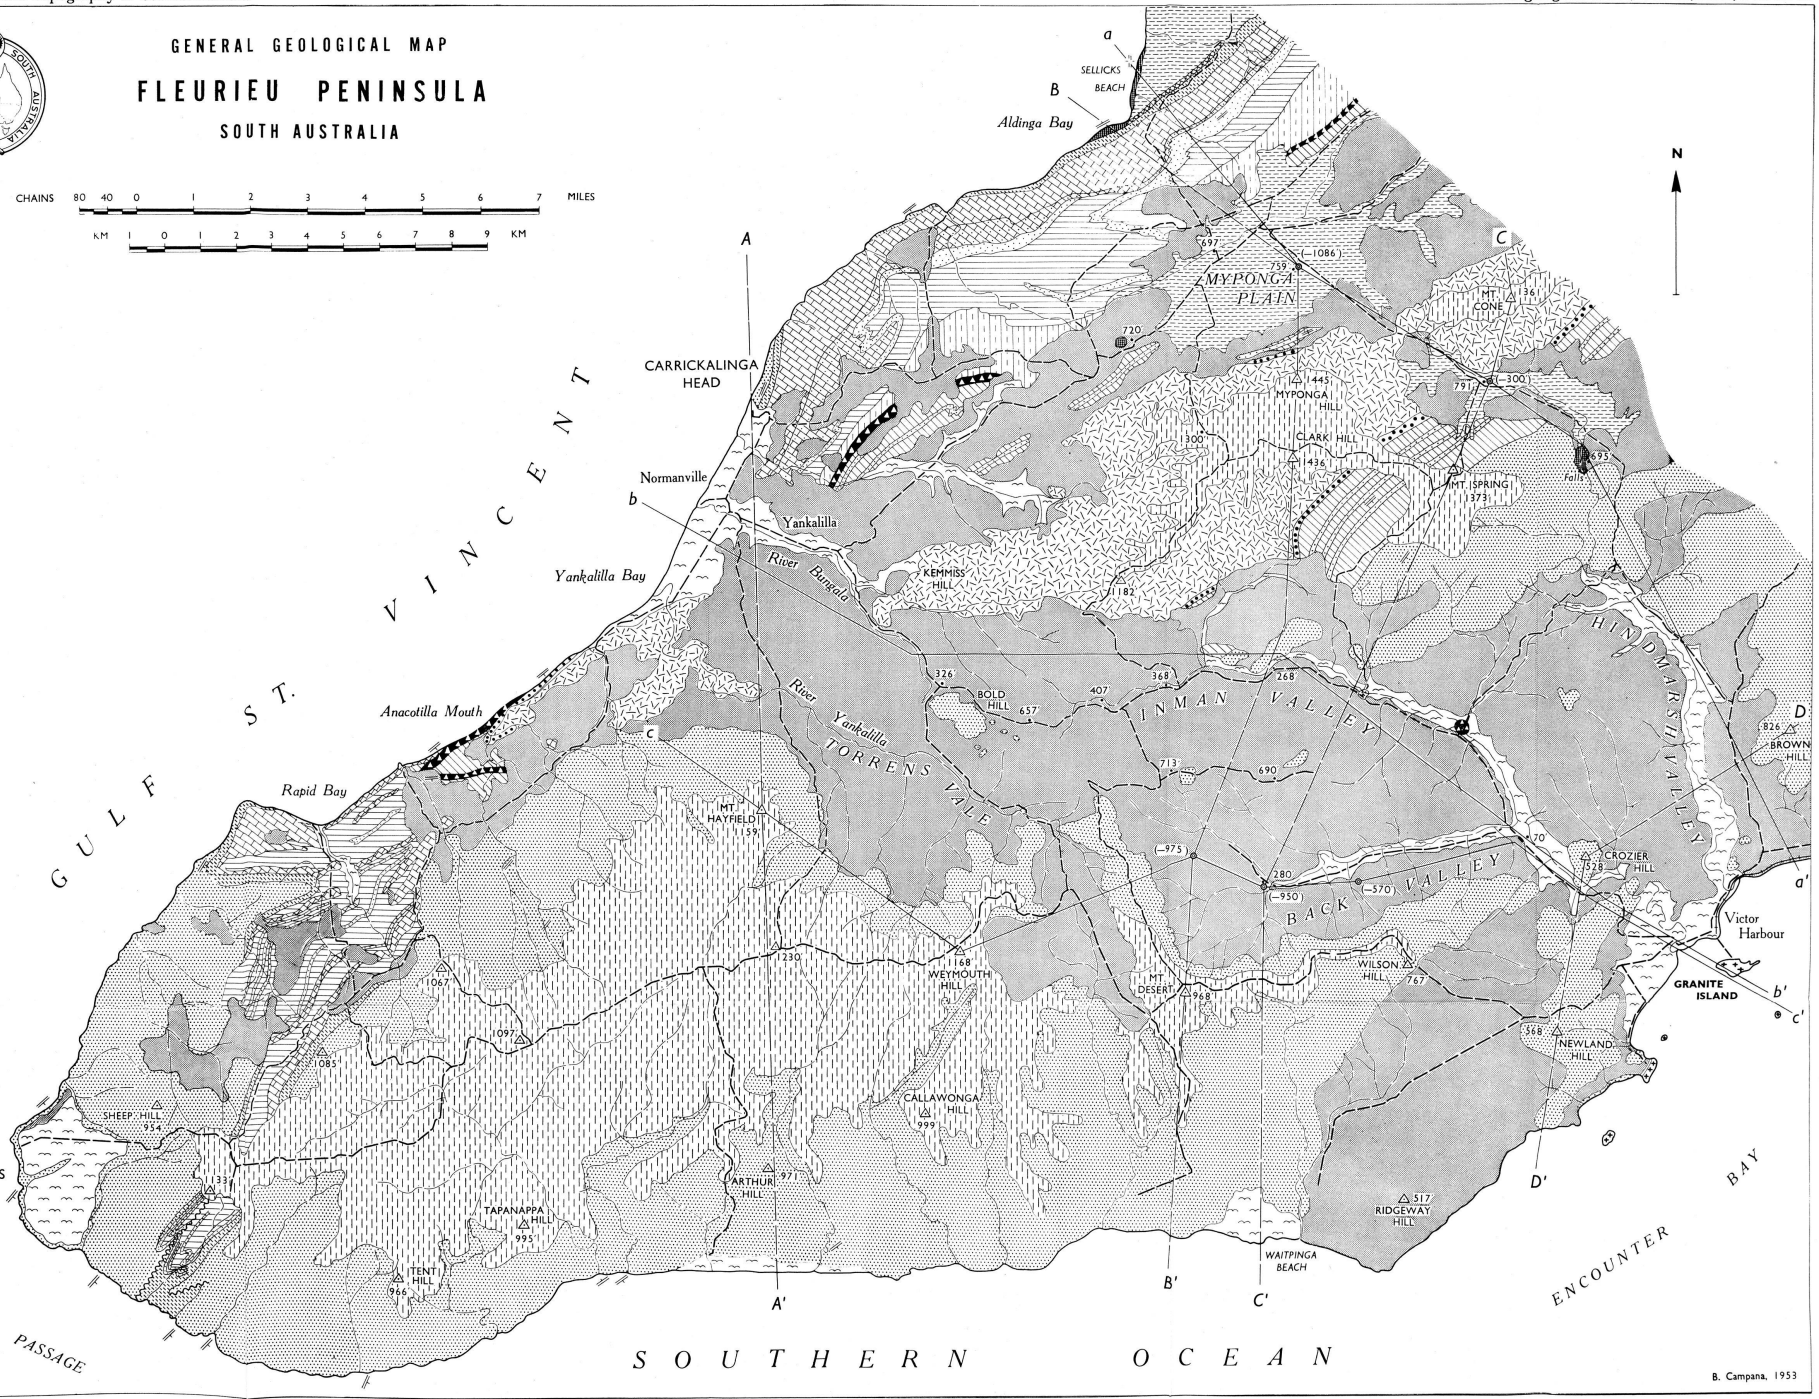 GENERAL GEOLOGICAL MAP
FLEURIEU PENINSULA
SOUTH AUSTRALIA
SOUTH AUSTRALIA
CHAINS 80 40 0 1 2 3 4 5 6 7 MILES
KM 1 0 1 2 3 4 5 6 7 8 9 KM
N
a
SELLICKS
BEACH
B
Aldinga Bay
A
C
697
(-1086)
759
MYPONGA
PLAIN
MT.
CONE
1361
720
CARRICKALINGA
HEAD
791
(-300)
1445
MYPONGA
HILL
1300
CLARK HILL
1436
695
Falls
MT. SPRING
1373
Normanville
b
Yankalilla
River Bungala
Yankalilla Bay
KEMMISS
HILL
1182
HINDMARSH VALLEY
GULF ST. VINCENT
326
BOLD
HILL
657
407
368
268
INMAN VALLEY
River Yankalilla
TORRENS VALE
Anacotilla Mouth
c
D
826
BROWN
HILL
713
690
Rapid Bay
MT.
HAYFIELD
1159
(-975)
280
(-950)
(-570)
BACK VALLEY
70
CROZIER
HILL
528
a'
Victor
Harbour
1230
1168
WEYMOUTH
HILL
MT.
DESERT
968
WILSON
HILL
767
GRANITE
ISLAND
b'
c'
1067
1097
1085
568
NEWLAND
HILL
SHEEP HILL
954
CALLAWONGA
HILL
999
1133
ARTHUR
HILL
971
TAPANAPPA
HILL
995
517
RIDGEWAY
HILL
D'
TENT
HILL
966
WAITPINGA
BEACH
A'
B'
C'
ENCOUNTER BAY
PASSAGE
SOUTHERN OCEAN
B. Campana, 1953